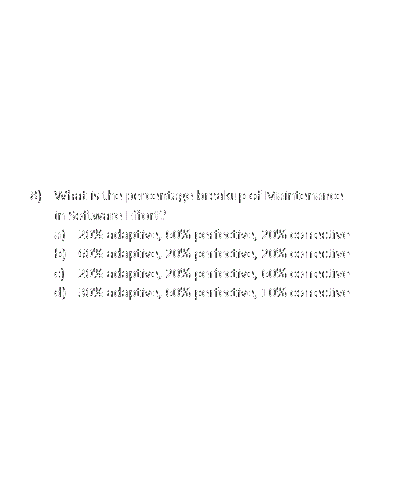 8) What is the percentage breakup of Maintenance
in Software Effort?
a) 20% adaptive, 60% perfective, 20% corrective
b) 60% adaptive, 20% perfective, 20% corrective
c) 20% adaptive, 20% perfective, 60% corrective
d) 30% adaptive, 60% perfective, 10% corrective